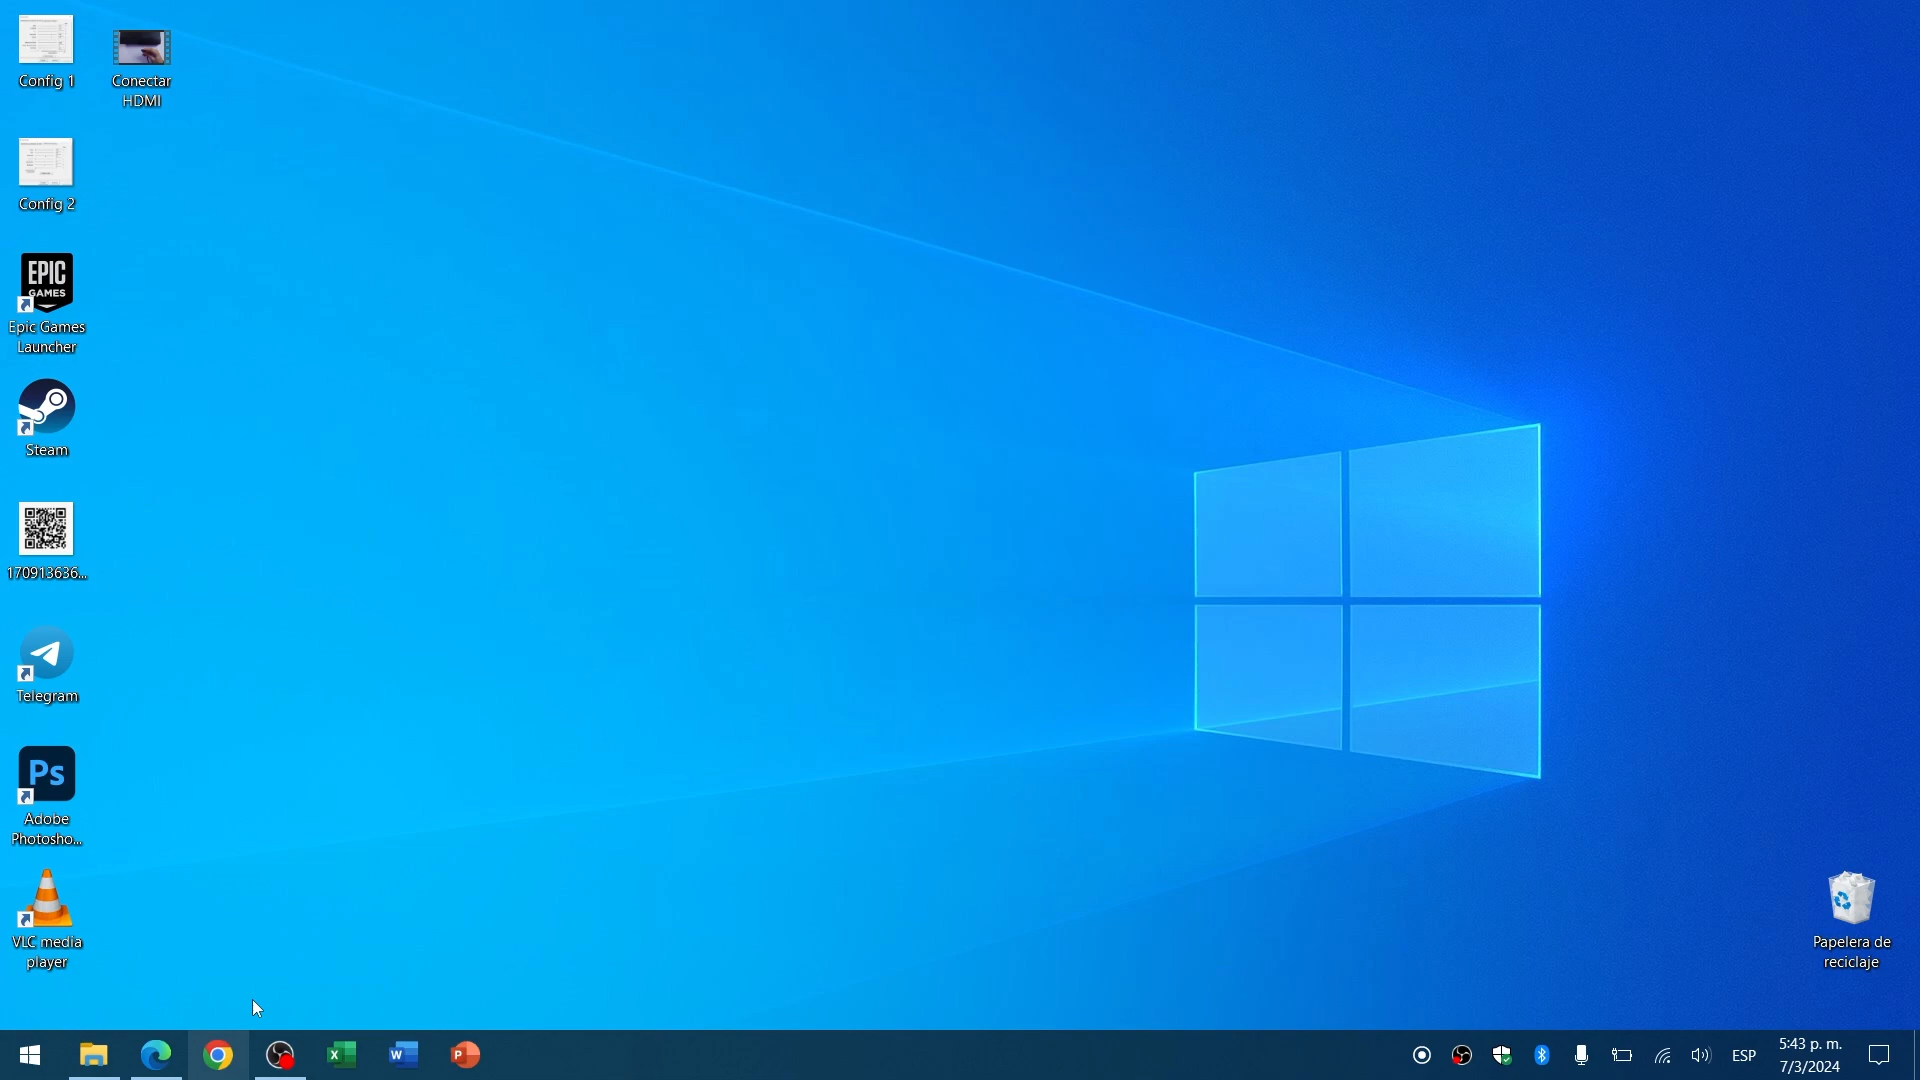 Config 1
Conectar
HDMI
Config 2
EPIC
GAMES
Epic Games
Launcher
Steam
170913636...
Telegram
Ps
Adobe
Photosho...
VLC media
player
Papelera de
reciclaje
X
W
P
ESP
5:43 p. m.
7/3/2024